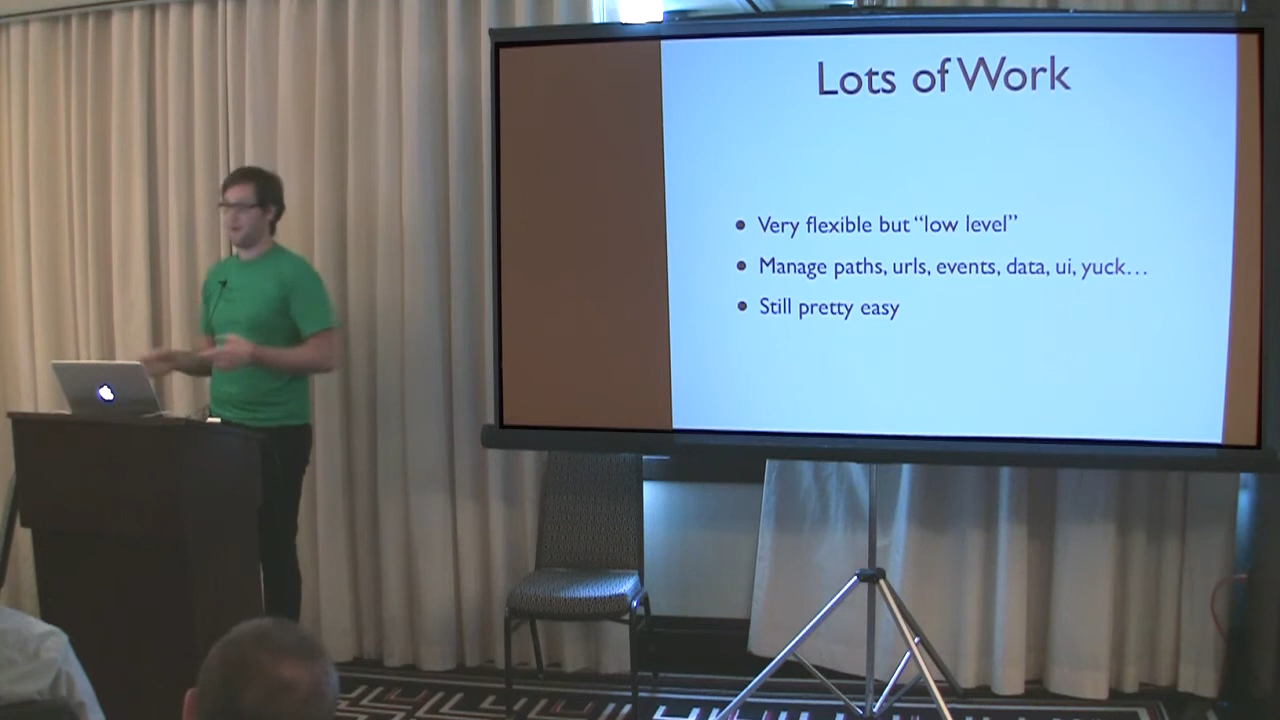 Lots of Work
Very flexible but “low level”
Manage paths, urls, events, data, ui, yuck…
Still pretty easy